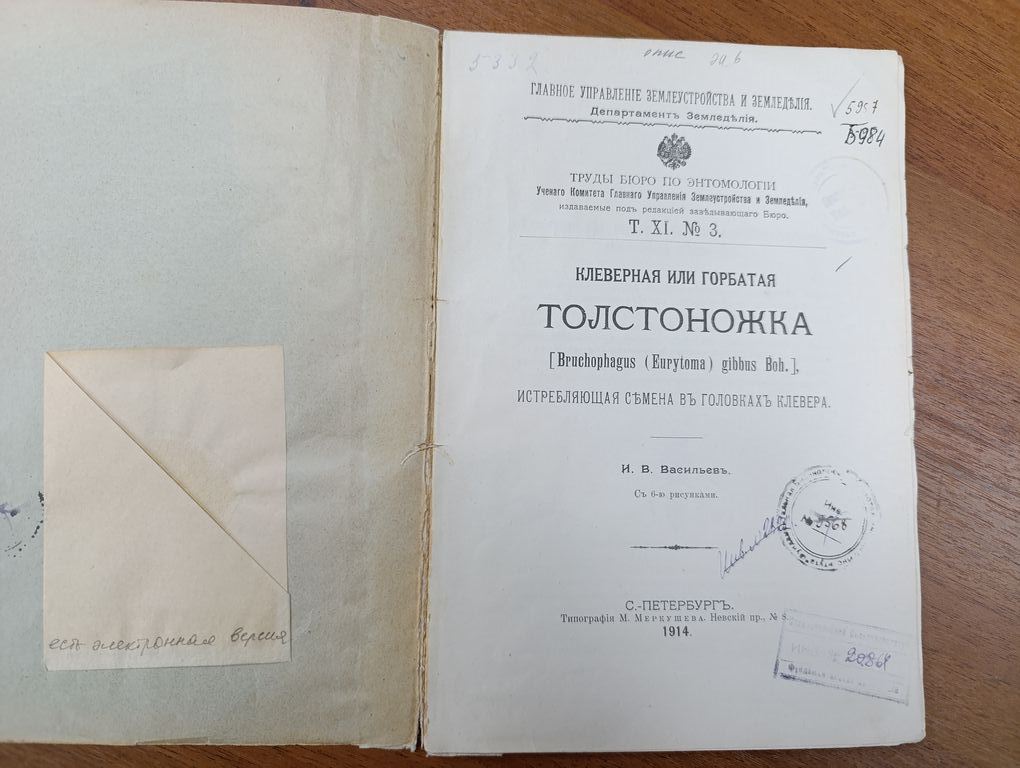 есть электронная версия
5332
опис
5957
Б984
ГЛАВНОЕ УПРАВЛЕНІЕ ЗЕМЛЕУСТРОЙСТВА И ЗЕМЛЕДѢЛІЯ.
Департаментъ Земледѣлія.
ТРУДЫ БЮРО ПО ЭНТОМОЛОГІИ
Ученаго Комитета Главнаго Управленія Землеустройства и Земледѣлія,
издаваемые подъ редакціей завѣдывающаго Бюро.
Т. XI. № 3.
КЛЕВЕРНАЯ ИЛИ ГОРБАТАЯ
ТОЛСТОНОЖКА
[Bruchophagus (Eurytoma) gibbus Boh.],
ИСТРЕБЛЯЮЩАЯ СѢМЕНА ВЪ ГОЛОВКАХЪ КЛЕВЕРА.
И. В. Васильевъ.
Съ 6-ю рисунками.
С.-ПЕТЕРБУРГЪ.
Типографія М. Меркушева. Невскій пр., № 8.
1914.